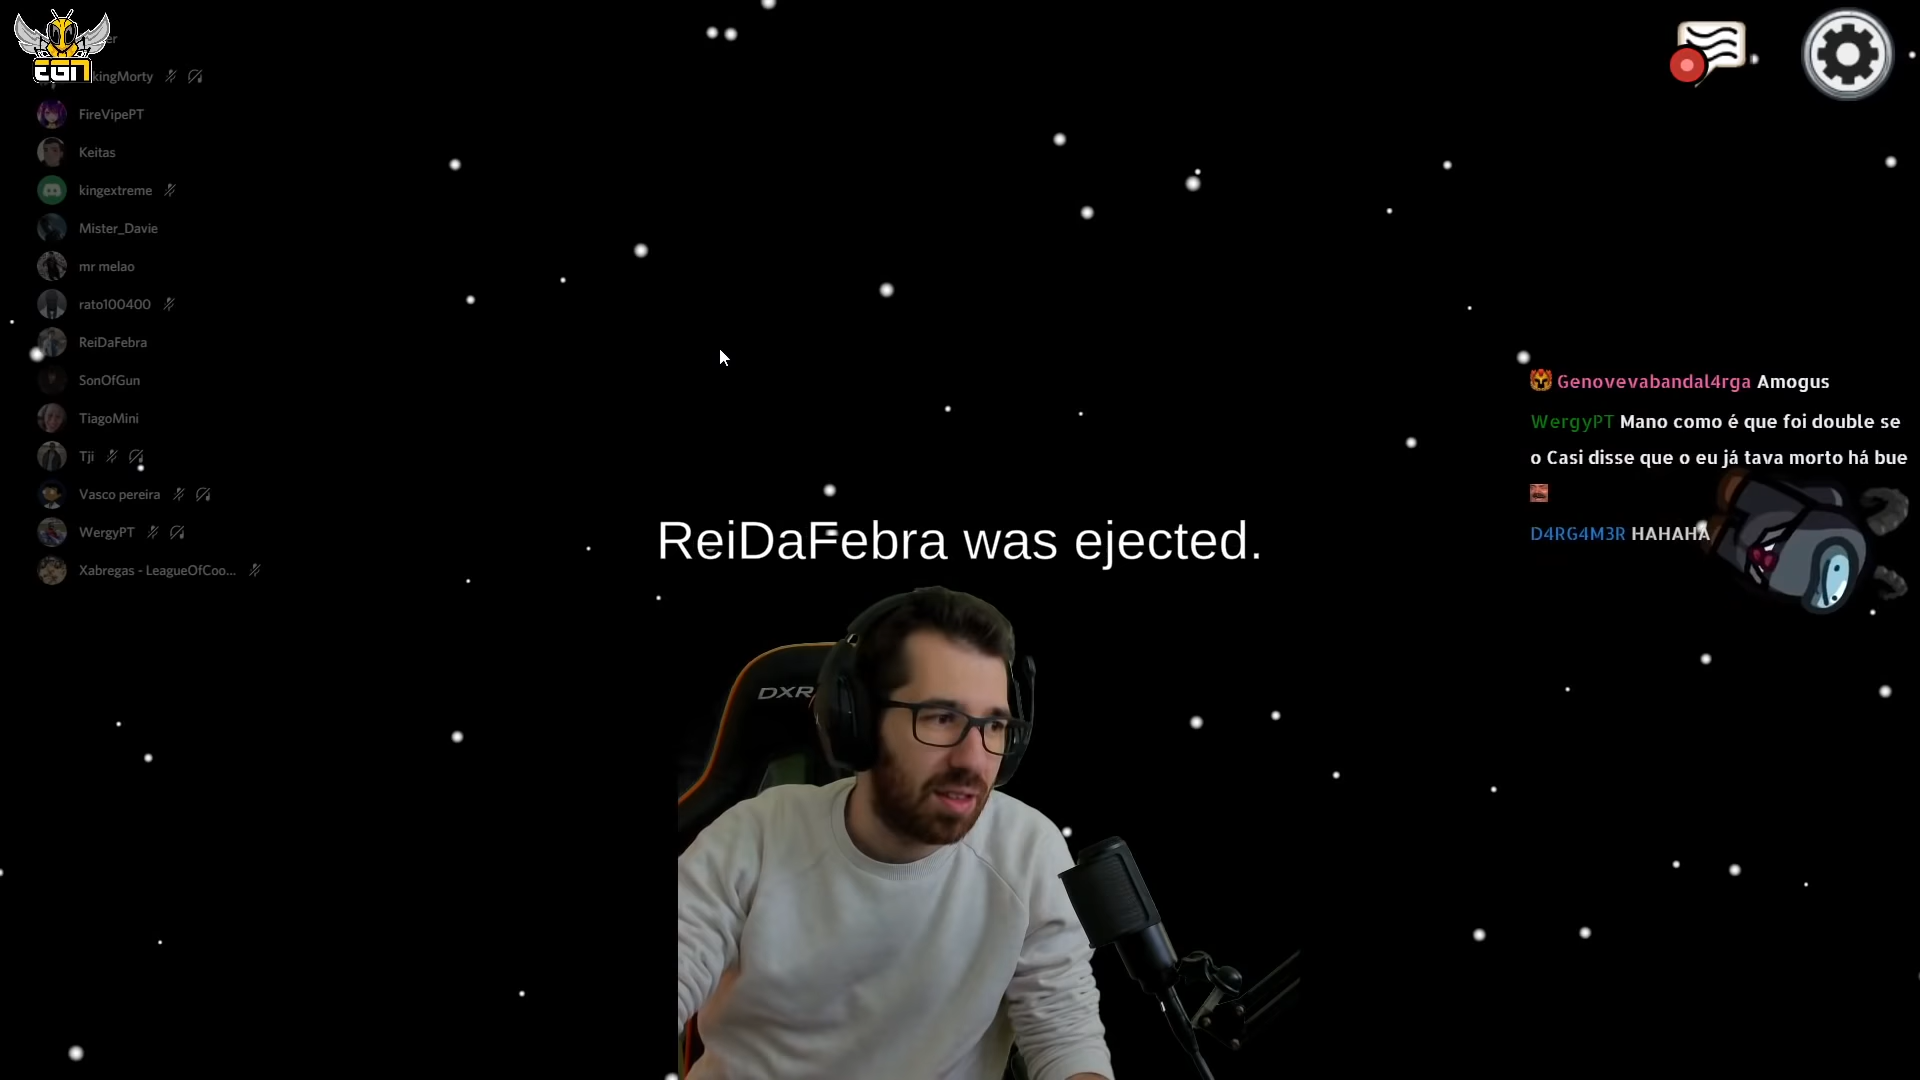 EGN
kingMorty
FireVipePT
Keitas
kingextreme
Mister_Davie
mr melao
rato100400
ReiDaFebra
SonOfGun
TiagoMini
Tji
Vasco pereira
WergyPT
Xabregas - LeagueOfCoo...
Genovevabandal4rga Amogus
WergyPT Mano como é que foi double se
o Casi disse que o eu já tava morto há bue
D4RG4M3R HAHAHA
ReiDaFebra was ejected.
DXR